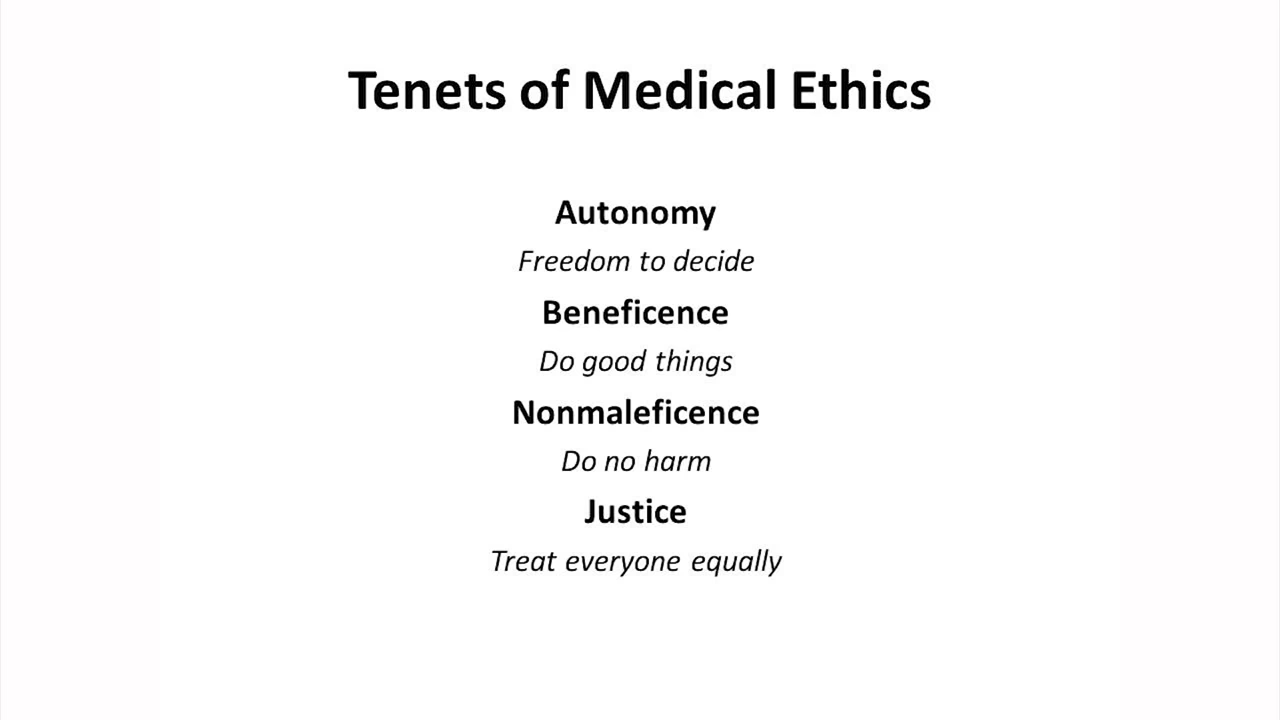 Tenets of Medical Ethics
Autonomy
Freedom to decide
Beneficence
Do good things
Nonmaleficence
Do no harm
Justice
Treat everyone equally